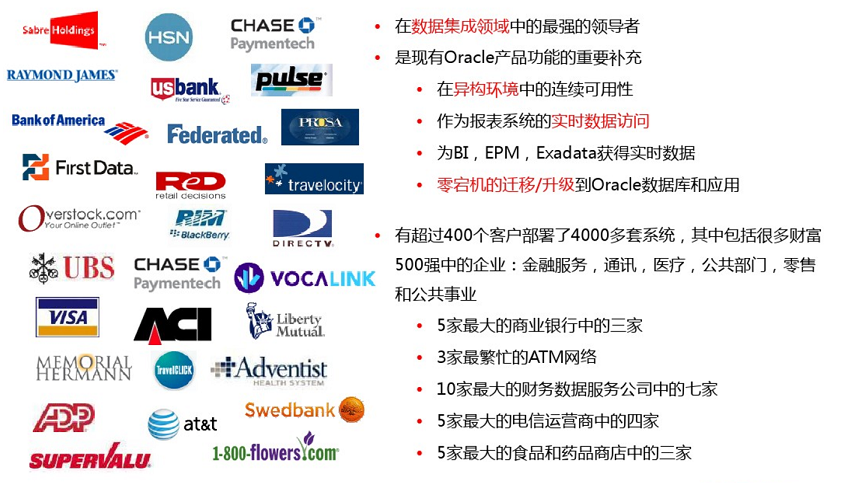 Sabre Holdings
HSN
CHASE
Paymentech
RAYMOND JAMES
usbank
Five Star Service Guaranteed
pulse
Bank of America
Federated
PROSA
First Data
ReD
retail decisions
travelocity
Overstock.com
Your Online Outlet
RIM
BlackBerry
DIRECTV
UBS
CHASE
Paymentech
VOCALINK
VISA
ACI
Liberty
Mutual
MEMORIAL
HERMANN
TravelCLICK
Adventist
HEALTH SYSTEM
ADP
at&t
Swedbank
SUPERVALU
1-800-flowers.com
• 在数据集成领域中的最强的领导者
• 是现有Oracle产品功能的重要补充
• 在异构环境中的连续可用性
• 作为报表系统的实时数据访问
• 为BI，EPM，Exadata获得实时数据
• 零宕机的迁移/升级到Oracle数据库和应用
• 有超过400个客户部署了4000多套系统，其中包括很多财富
500强中的企业：金融服务，通讯，医疗，公共部门，零售
和公共事业
• 5家最大的商业银行中的三家
• 3家最繁忙的ATM网络
• 10家最大的财务数据服务公司中的七家
• 5家最大的电信运营商中的四家
• 5家最大的食品和药品商店中的三家